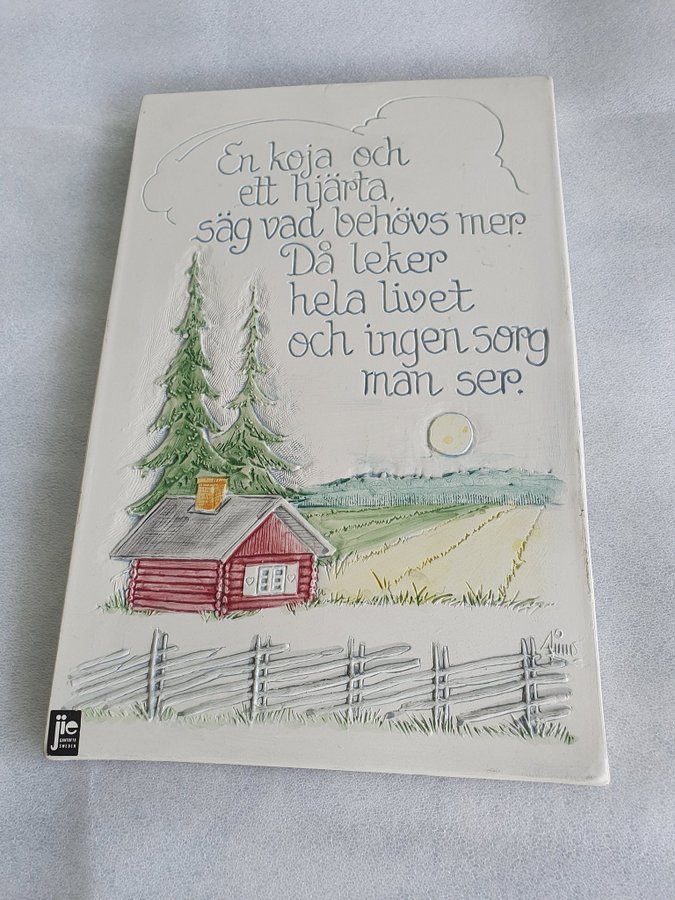 En koja och
ett hjärta,
säg vad behövs mer.
Då leker
hela livet
och ingen sorg
man ser.
jie
SWEDEN